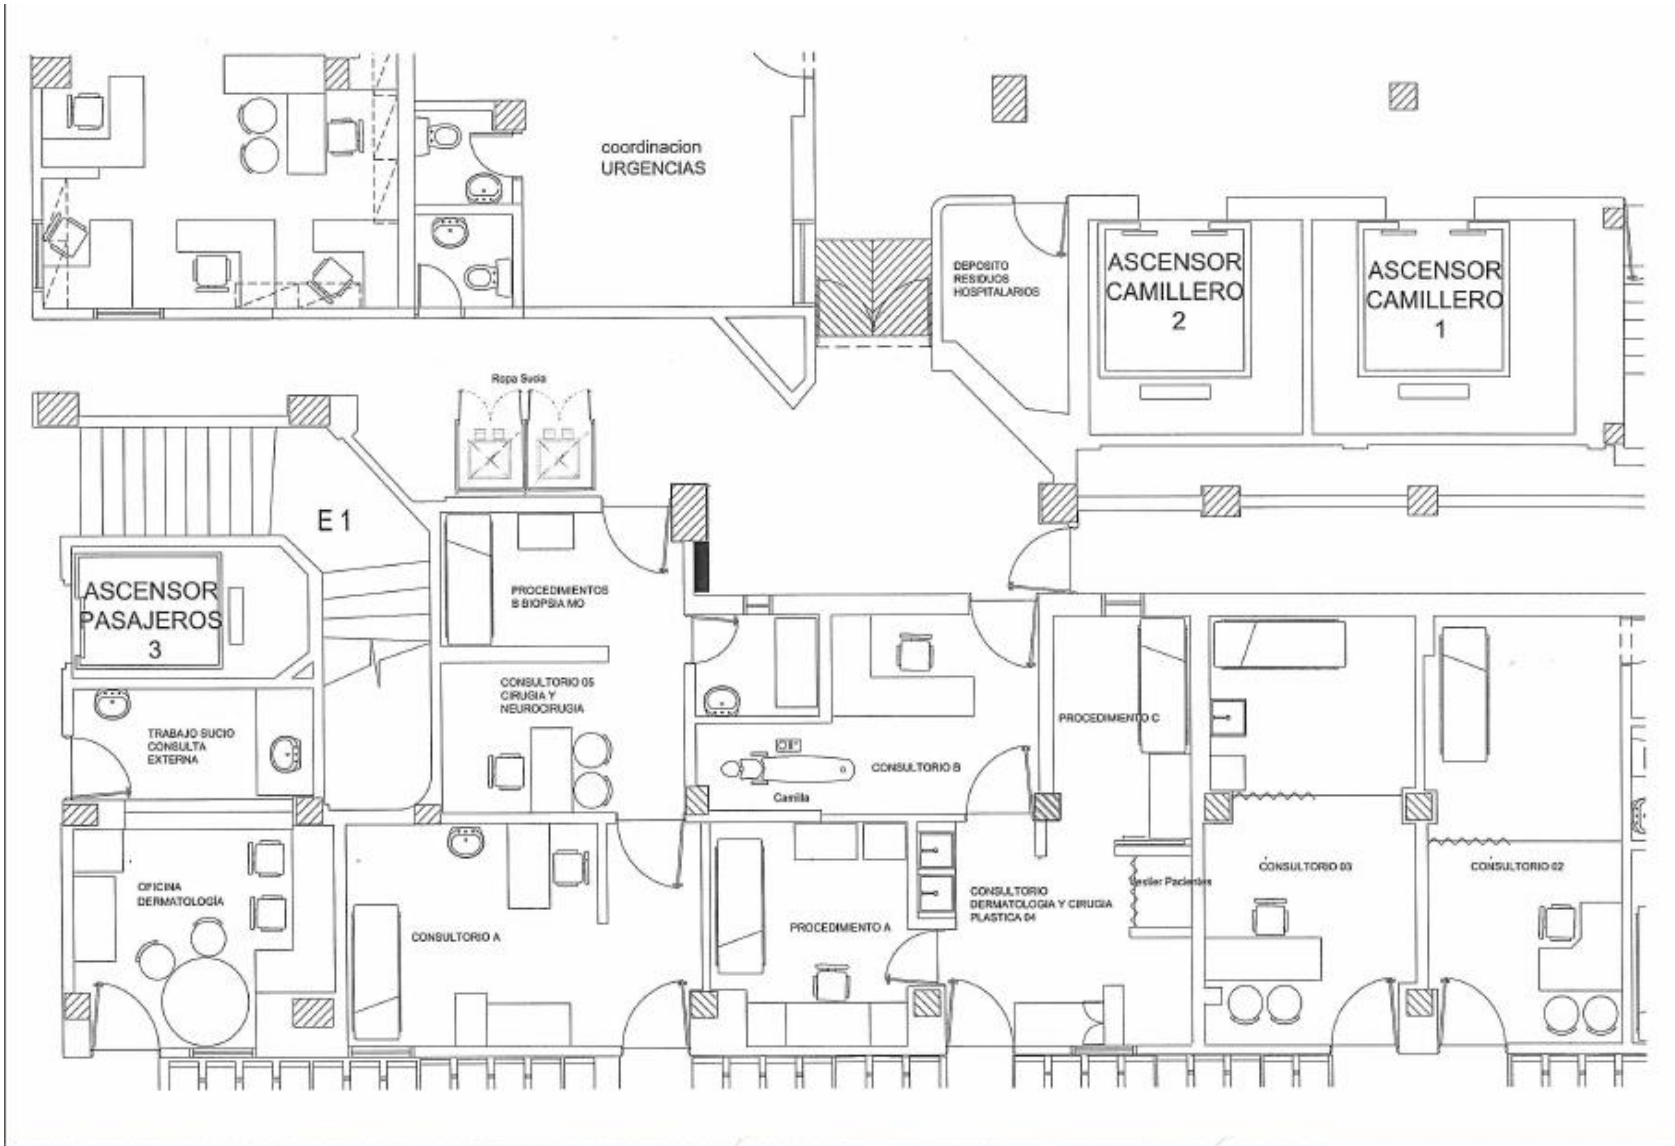 coordinacion
URGENCIAS
DEPOSITO
RESIDUOS
HOSPITALARIOS
ASCENSOR
CAMILLERO
2
ASCENSOR
CAMILLERO
1
Ropa Sucia
E 1
ASCENSOR
PASAJEROS
3
PROCEDIMIENTOS
B BIOPSIA MO
CONSULTORIO 05
CIRUGIA Y
NEUROCIRUGIA
TRABAJO SUCIO
CONSULTA
EXTERNA
PROCEDIMIENTO C
CONSULTORIO B
Camilla
OFICINA
DERMATOLOGÍA
CONSULTORIO A
PROCEDIMIENTO A
CONSULTORIO
DERMATOLOGIA Y CIRUGIA
PLASTICA 04
Vestier Pacientes
CONSULTORIO 03
CONSULTORIO 02